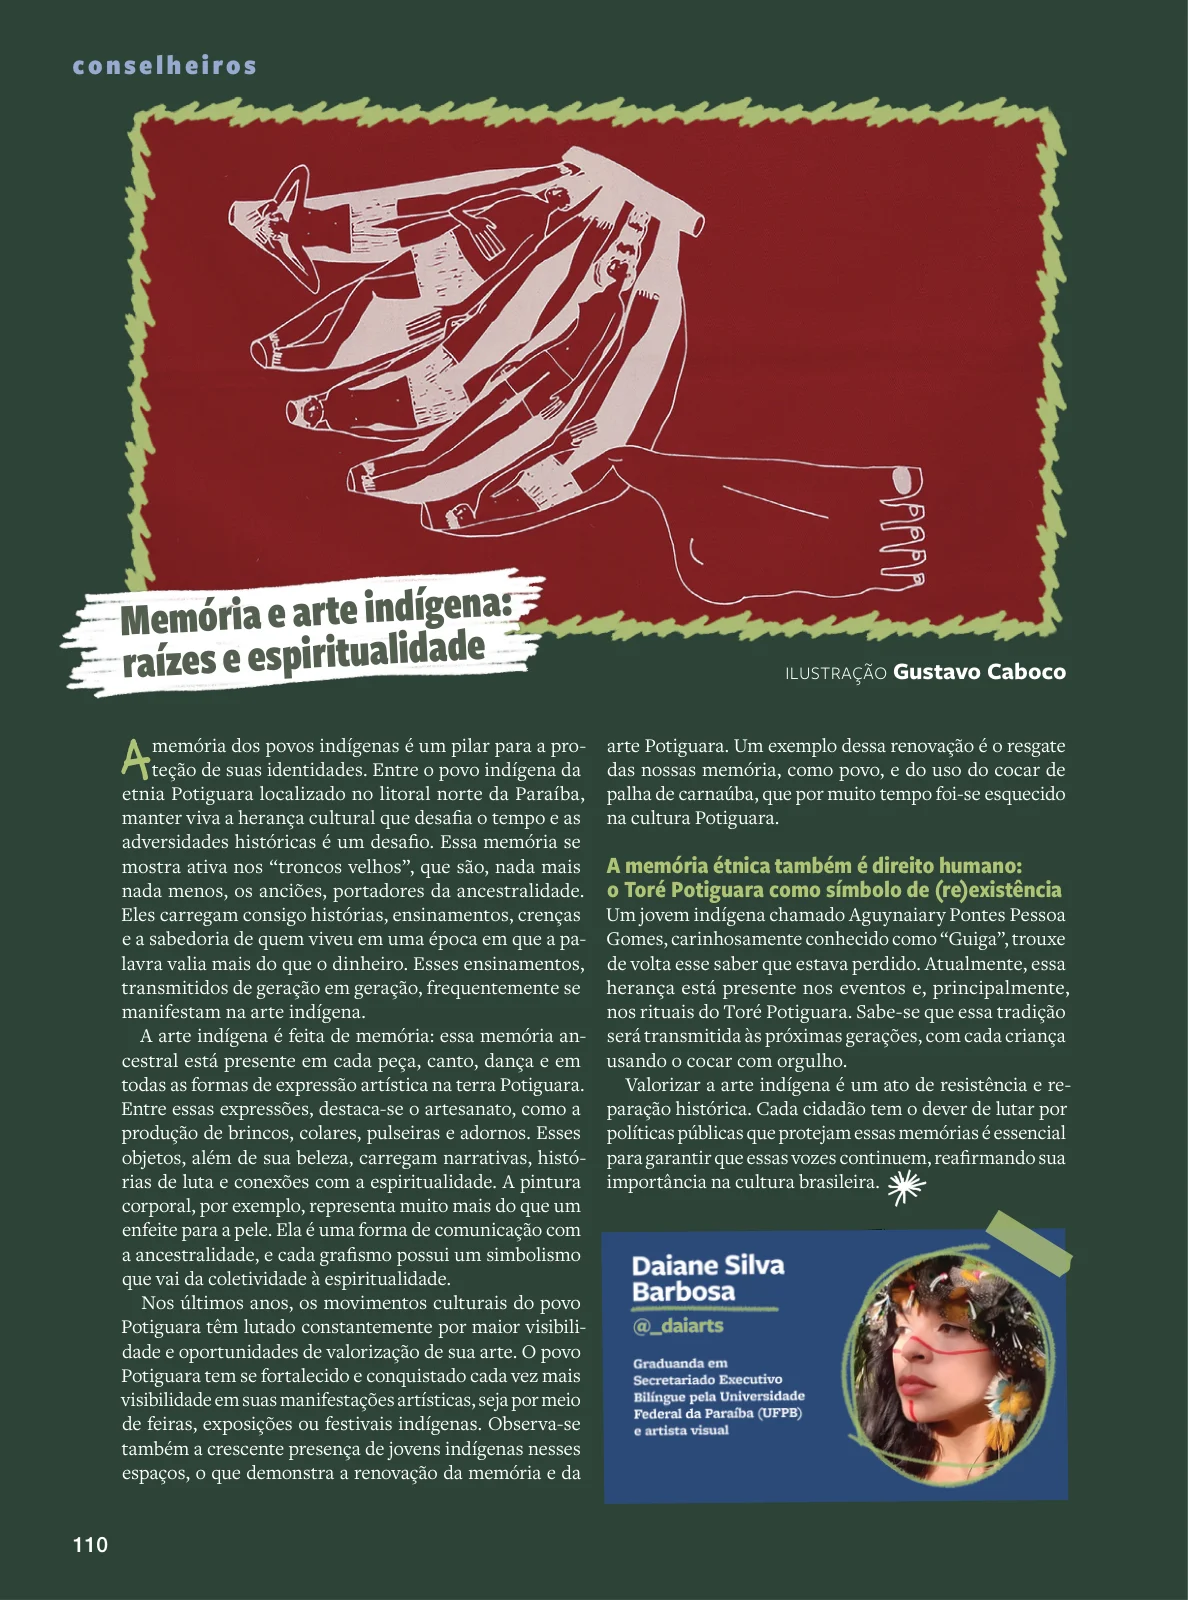 conselheiros
Memória e arte indígena:
raízes e espiritualidade
ILUSTRAÇÃO Gustavo Caboco
A memória dos povos indígenas é um pilar para a pro-
teção de suas identidades. Entre o povo indígena da
etnia Potiguara localizado no litoral norte da Paraíba,
manter viva a herança cultural que desafia o tempo e as
adversidades históricas é um desafio. Essa memória se
mostra ativa nos “troncos velhos”, que são, nada mais
nada menos, os anciões, portadores da ancestralidade.
Eles carregam consigo histórias, ensinamentos, crenças
e a sabedoria de quem viveu em uma época em que a pa-
lavra valia mais do que o dinheiro. Esses ensinamentos,
transmitidos de geração em geração, frequentemente se
manifestam na arte indígena.
A arte indígena é feita de memória: essa memória an-
cestral está presente em cada peça, canto, dança e em
todas as formas de expressão artística na terra Potiguara.
Entre essas expressões, destaca-se o artesanato, como a
produção de brincos, colares, pulseiras e adornos. Esses
objetos, além de sua beleza, carregam narrativas, histó-
rias de luta e conexões com a espiritualidade. A pintura
corporal, por exemplo, representa muito mais do que um
enfeite para a pele. Ela é uma forma de comunicação com
a ancestralidade, e cada grafismo possui um simbolismo
que vai da coletividade à espiritualidade.
Nos últimos anos, os movimentos culturais do povo
Potiguara têm lutado constantemente por maior visibili-
dade e oportunidades de valorização de sua arte. O povo
Potiguara tem se fortalecido e conquistado cada vez mais
visibilidade em suas manifestações artísticas, seja por meio
de feiras, exposições ou festivais indígenas. Observa-se
também a crescente presença de jovens indígenas nesses
espaços, o que demonstra a renovação da memória e da
arte Potiguara. Um exemplo dessa renovação é o resgate
das nossas memória, como povo, e do uso do cocar de
palha de carnaúba, que por muito tempo foi-se esquecido
na cultura Potiguara.
A memória étnica também é direito humano:
o Toré Potiguara como símbolo de (re)existência
Um jovem indígena chamado Aguynaiary Pontes Pessoa
Gomes, carinhosamente conhecido como “Guiga”, trouxe
de volta esse saber que estava perdido. Atualmente, essa
herança está presente nos eventos e, principalmente,
nos rituais do Toré Potiguara. Sabe-se que essa tradição
será transmitida às próximas gerações, com cada criança
usando o cocar com orgulho.
Valorizar a arte indígena é um ato de resistência e re-
paração histórica. Cada cidadão tem o dever de lutar por
políticas públicas que protejam essas memórias é essencial
para garantir que essas vozes continuem, reafirmando sua
importância na cultura brasileira.
Daiane Silva
Barbosa
@_daiarts
Graduanda em
Secretariado Executivo
Bilíngue pela Universidade
Federal da Paraíba (UFPB)
e artista visual
110